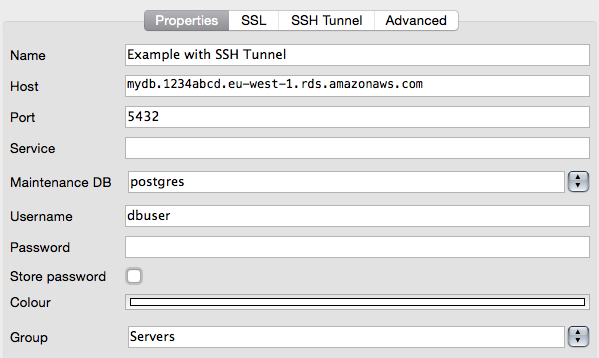 Properties SSL SSH Tunnel Advanced
Name Example with SSH Tunnel
Host mydb.1234abcd.eu-west-1.rds.amazonaws.com
Port 5432
Service
Maintenance DB postgres
Username dbuser
Password
Store password
Colour
Group Servers